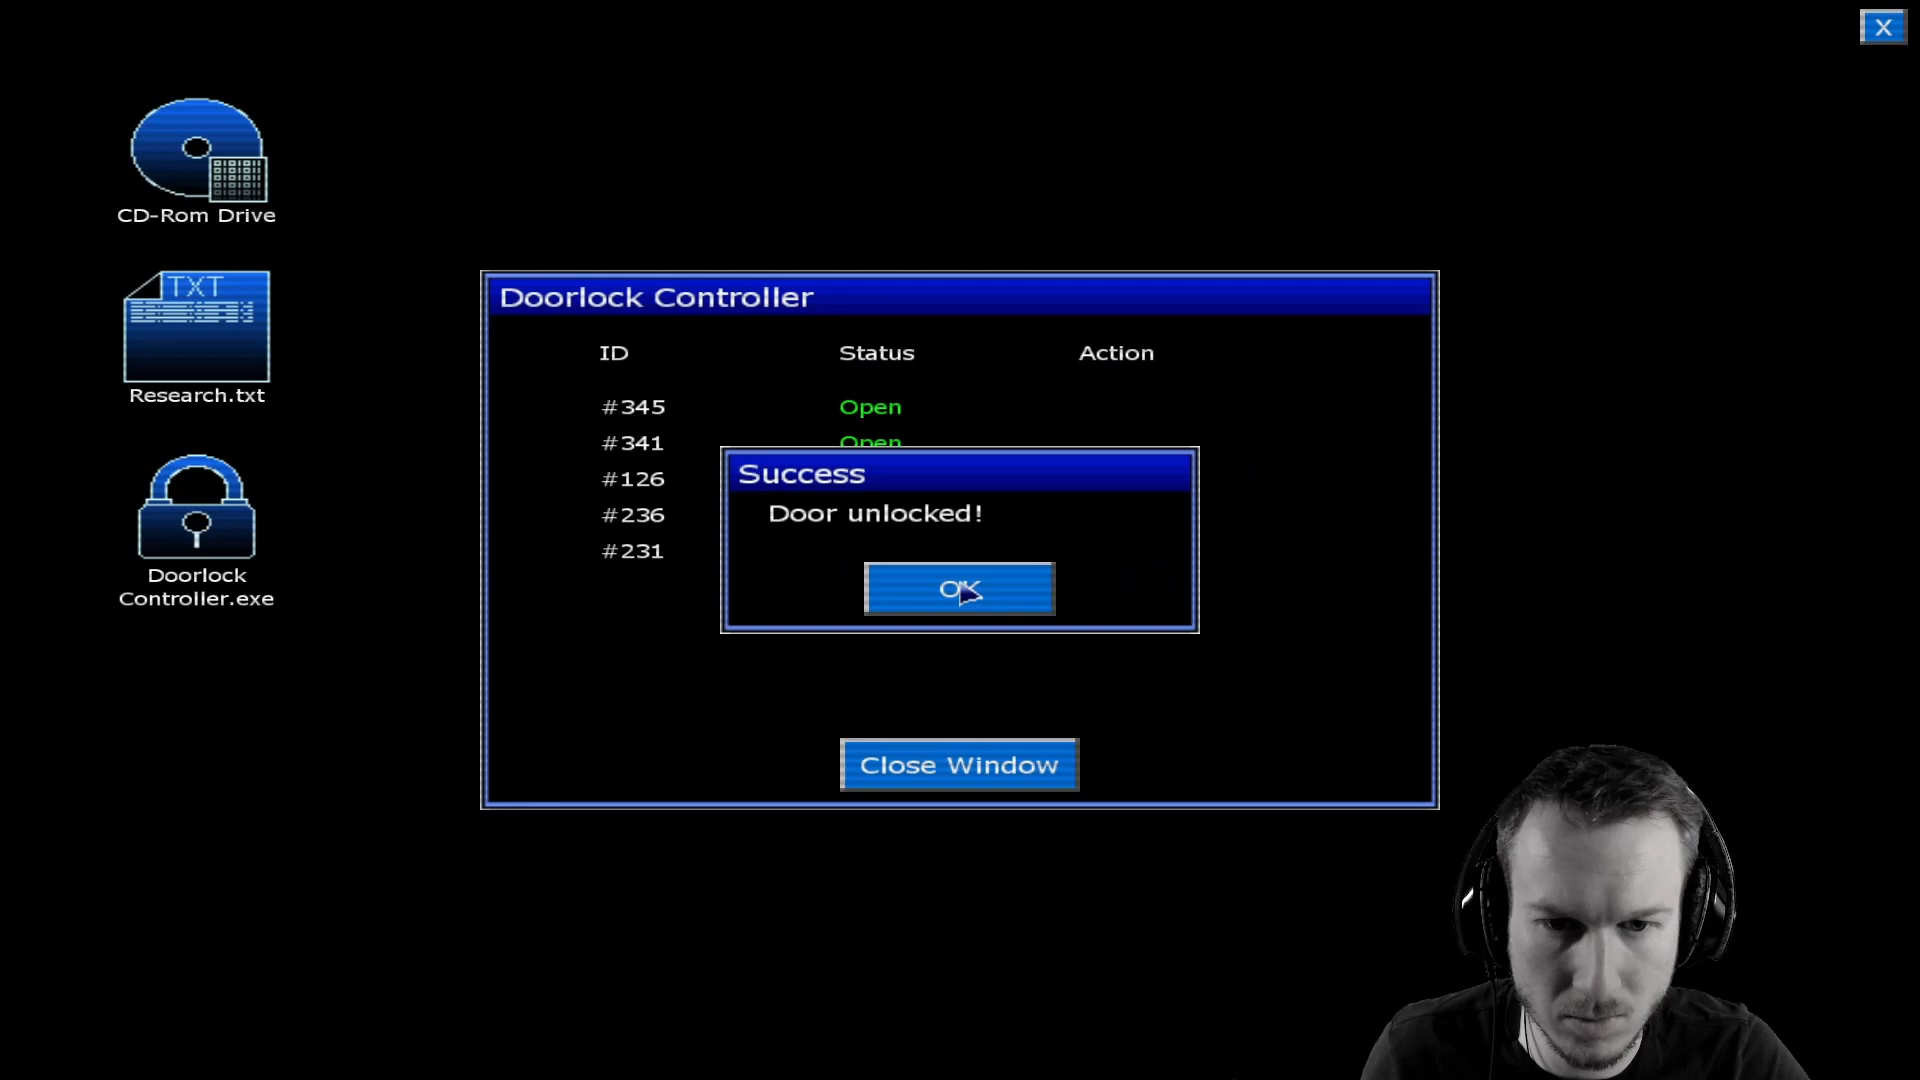 X
CD-Rom Drive
TXT
Research.txt
Doorlock
Controller.exe
Doorlock Controller
ID Status Action
#345 Open
#341 Open
#126
#236
#231
Success
Door unlocked!
OK
Close Window